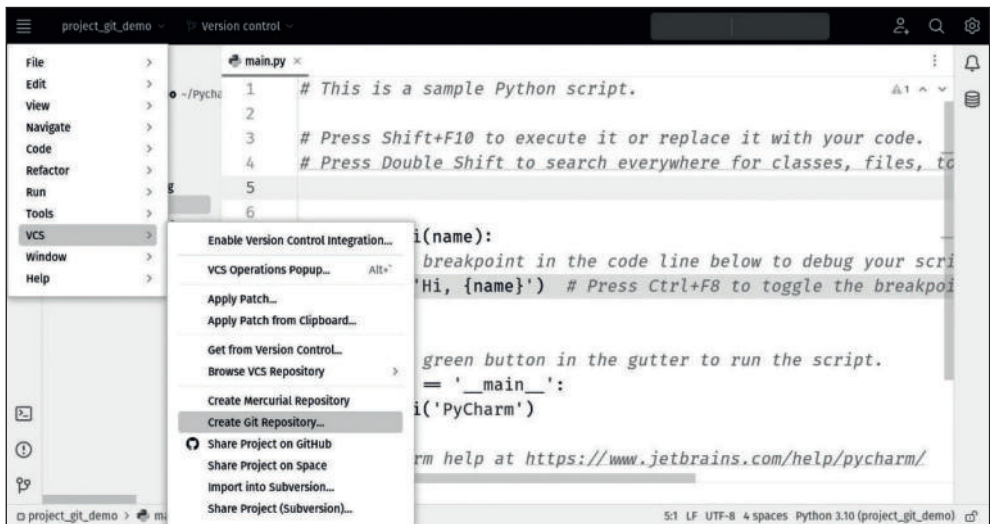 project_git_demo Version control
File
Edit
View
Navigate
Code
Refactor
Run
Tools
VCS
Window
Help
~/Pycha
main.py
1 # This is a sample Python script.
1
2
3 # Press Shift+F10 to execute it or replace it with your code.
4 # Press Double Shift to search everywhere for classes, files, to
5
6
Enable Version Control Integration...
VCS Operations Popup... Alt+`
Apply Patch...
Apply Patch from Clipboard...
Get from Version Control...
Browse VCS Repository
Create Mercurial Repository
Create Git Repository...
Share Project on GitHub
Share Project on Space
Import into Subversion...
Share Project (Subversion)...
i(name):
breakpoint in the code line below to debug your scri
'Hi, {name}') # Press Ctrl+F8 to toggle the breakpoi
green button in the gutter to run the script.
== '__main__':
i('PyCharm')
rm help at https://www.jetbrains.com/help/pycharm/
project_git_demo > ma
5:1 LF UTF-8 4 spaces Python 3.10 (project_git_demo)